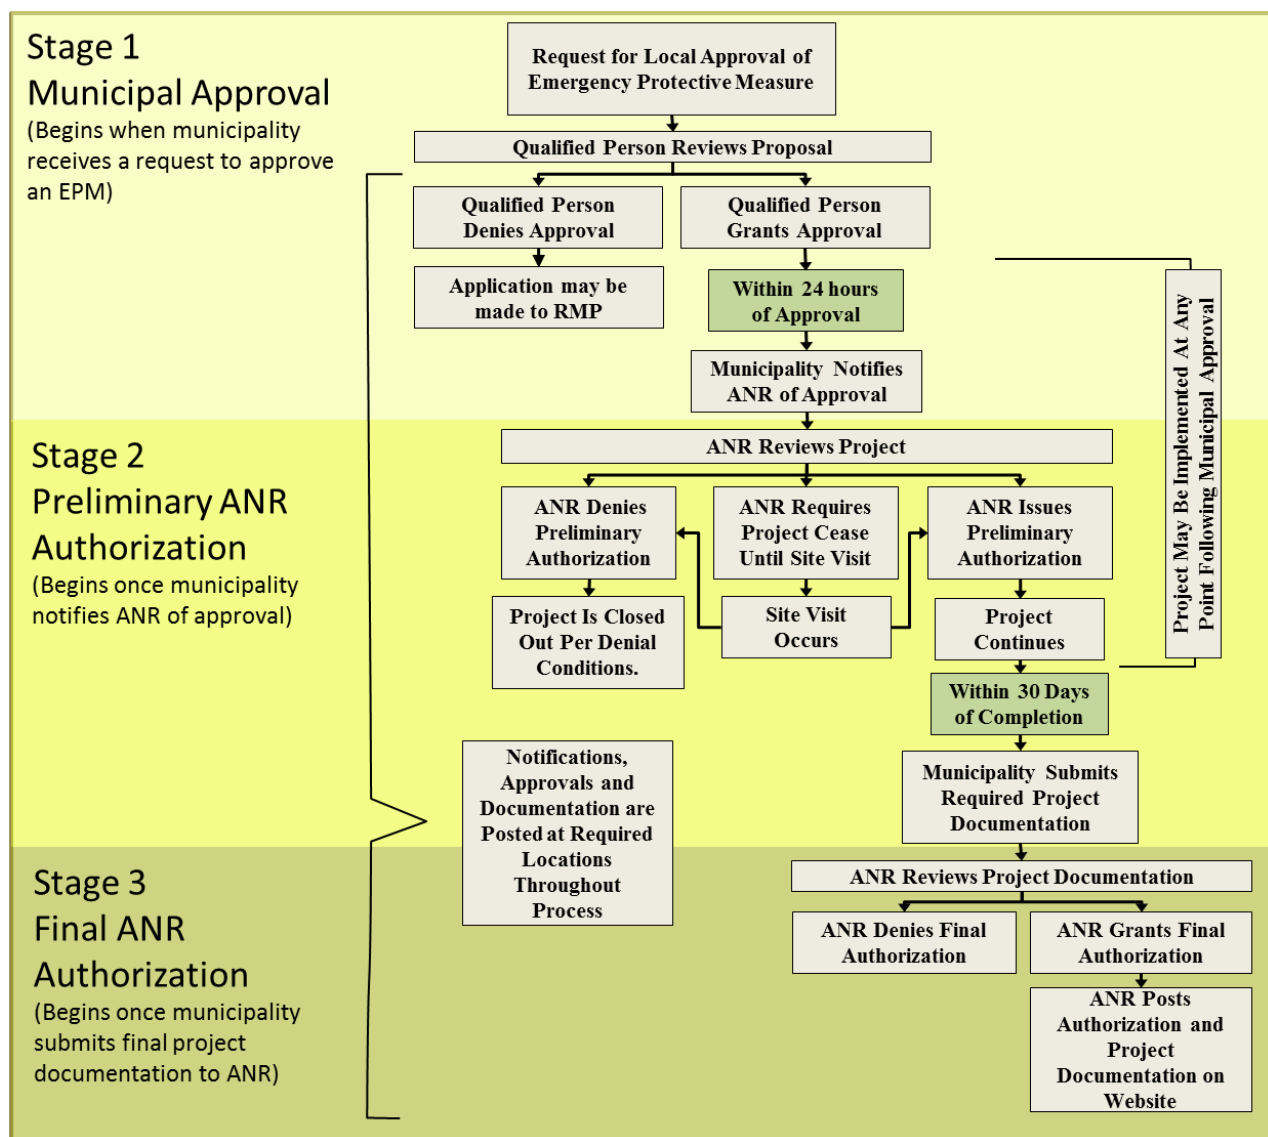 Stage 1
Municipal Approval
(Begins when municipality
receives a request to approve
an EPM)
Request for Local Approval of
Emergency Protective Measure
Qualified Person Reviews Proposal
Qualified Person
Denies Approval
Qualified Person
Grants Approval
Application may be
made to RMP
Within 24 hours
of Approval
Municipality Notifies
ANR of Approval
Project May Be Implemented At Any
Point Following Municipal Approval
Stage 2
Preliminary ANR
Authorization
(Begins once municipality
notifies ANR of approval)
ANR Reviews Project
ANR Denies
Preliminary
Authorization
ANR Requires
Project Cease
Until Site Visit
ANR Issues
Preliminary
Authorization
Project Is Closed
Out Per Denial
Conditions.
Site Visit
Occurs
Project
Continues
Within 30 Days
of Completion
Notifications,
Approvals and
Documentation are
Posted at Required
Locations
Throughout
Process
Municipality Submits
Required Project
Documentation
Stage 3
Final ANR
Authorization
(Begins once municipality
submits final project
documentation to ANR)
ANR Reviews Project Documentation
ANR Denies Final
Authorization
ANR Grants Final
Authorization
ANR Posts
Authorization and
Project
Documentation on
Website